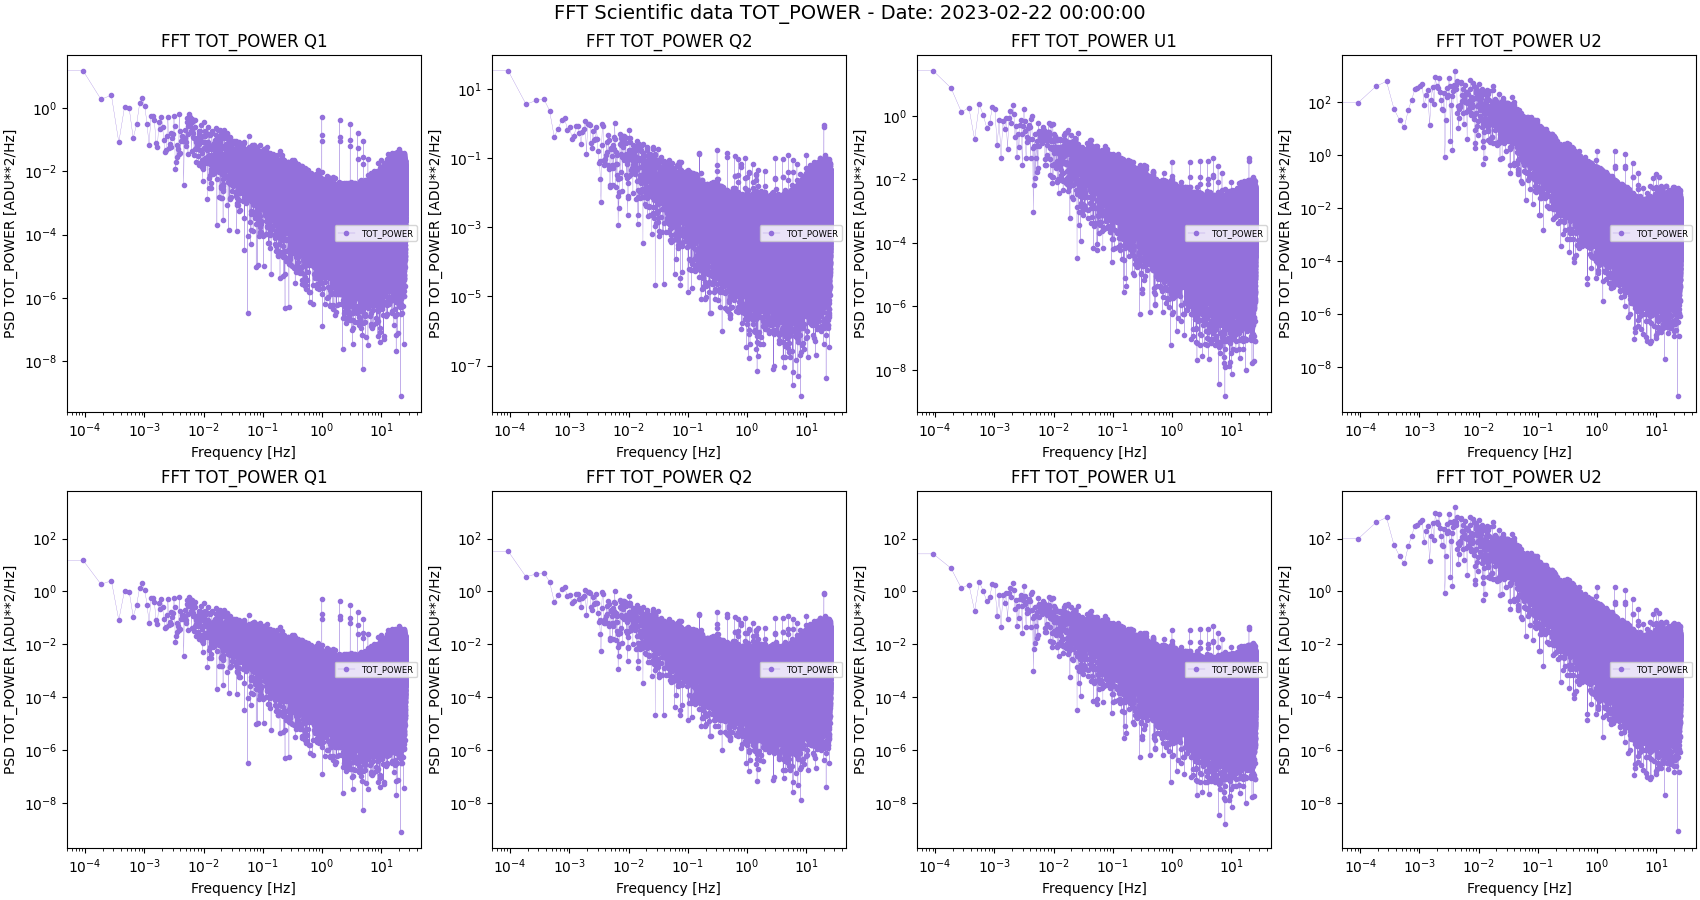 FFT Scientific data TOT_POWER - Date: 2023-02-22 00:00:00
FFT TOT_POWER Q1
PSD TOT_POWER [ADU**2/Hz]
10^0
10^−2
10^−4
10^−6
10^−8
TOT_POWER
10^−4 10^−3 10^−2 10^−1 10^0 10^1
Frequency [Hz]
FFT TOT_POWER Q2
PSD TOT_POWER [ADU**2/Hz]
10^1
10^−1
10^−3
10^−5
10^−7
TOT_POWER
10^−4 10^−3 10^−2 10^−1 10^0 10^1
Frequency [Hz]
FFT TOT_POWER U1
PSD TOT_POWER [ADU**2/Hz]
10^0
10^−2
10^−4
10^−6
10^−8
TOT_POWER
10^−4 10^−3 10^−2 10^−1 10^0 10^1
Frequency [Hz]
FFT TOT_POWER U2
PSD TOT_POWER [ADU**2/Hz]
10^2
10^0
10^−2
10^−4
10^−6
10^−8
TOT_POWER
10^−4 10^−3 10^−2 10^−1 10^0 10^1
Frequency [Hz]
FFT TOT_POWER Q1
PSD TOT_POWER [ADU**2/Hz]
10^2
10^0
10^−2
10^−4
10^−6
10^−8
TOT_POWER
10^−4 10^−3 10^−2 10^−1 10^0 10^1
Frequency [Hz]
FFT TOT_POWER Q2
PSD TOT_POWER [ADU**2/Hz]
10^2
10^0
10^−2
10^−4
10^−6
10^−8
TOT_POWER
10^−4 10^−3 10^−2 10^−1 10^0 10^1
Frequency [Hz]
FFT TOT_POWER U1
PSD TOT_POWER [ADU**2/Hz]
10^2
10^0
10^−2
10^−4
10^−6
10^−8
TOT_POWER
10^−4 10^−3 10^−2 10^−1 10^0 10^1
Frequency [Hz]
FFT TOT_POWER U2
PSD TOT_POWER [ADU**2/Hz]
10^2
10^0
10^−2
10^−4
10^−6
10^−8
TOT_POWER
10^−4 10^−3 10^−2 10^−1 10^0 10^1
Frequency [Hz]